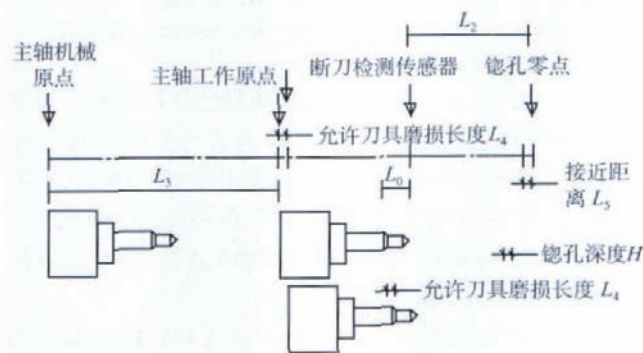 L₂
主轴机械
原点
主轴工作原点
断刀检测传感器
锪孔零点
允许刀具磨损长度L₄
L₃
L₀
接近距
离 L₅
锪孔深度H
允许刀具磨损长度 L₄